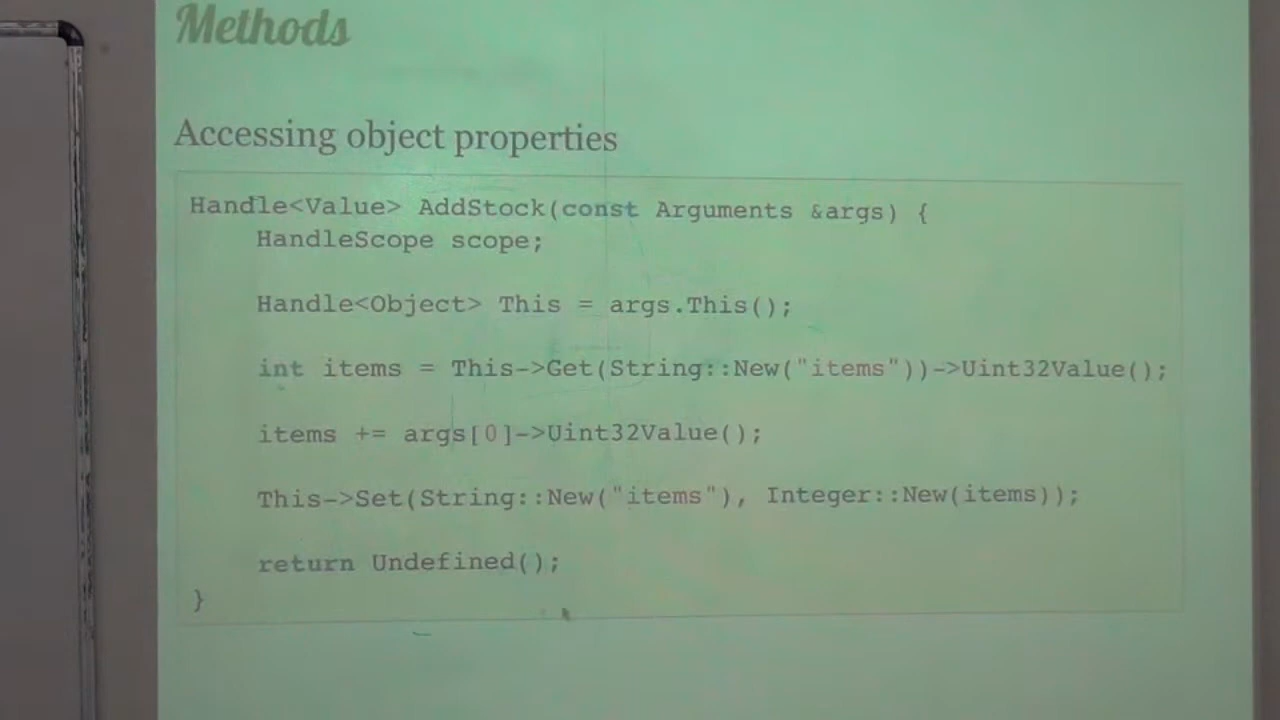 Methods
Accessing object properties
Handle<Value> AddStock(const Arguments &args) {
    HandleScope scope;
    Handle<Object> This = args.This();
    int items = This->Get(String::New("items"))->Uint32Value();
    items += args[0]->Uint32Value();
    This->Set(String::New("items"), Integer::New(items));
    return Undefined();
}